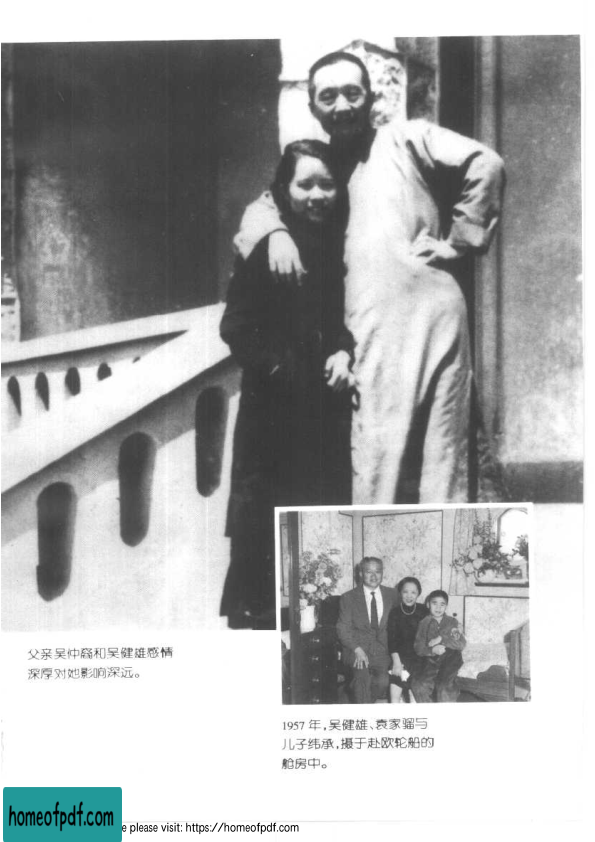 父亲吴仲裔和吴健雄感情
深厚对她影响深远。
1957 年,吴健雄、袁家骝与
儿子纬承,摄于赴欧轮船的
舱房中。
homeofpdf.com
e please visit: https://homeofpdf.com